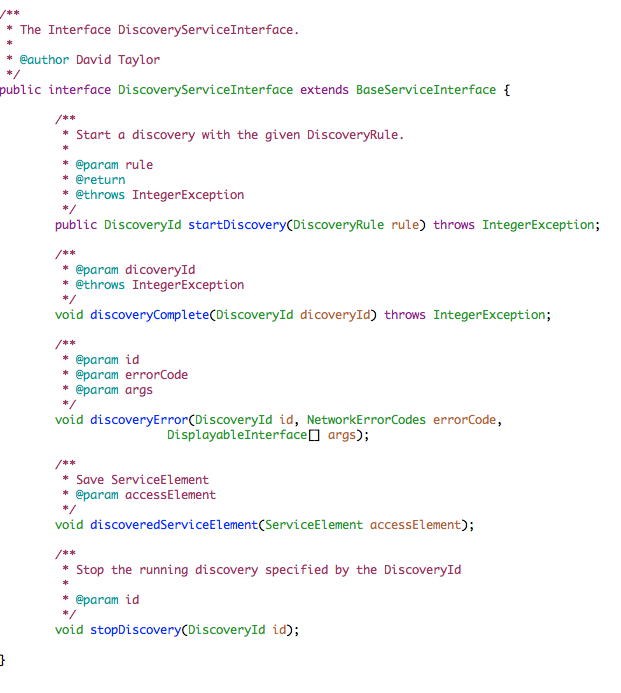 /**
 * The Interface DiscoveryServiceInterface.
 *
 * @author David Taylor
 */
public interface DiscoveryServiceInterface extends BaseServiceInterface {
/**
 * Start a discovery with the given DiscoveryRule.
 *
 * @param rule
 * @return
 * @throws IntegerException
 */
public DiscoveryId startDiscovery(DiscoveryRule rule) throws IntegerException;
/**
 * @param dicoveryId
 * @throws IntegerException
 */
void discoveryComplete(DiscoveryId dicoveryId) throws IntegerException;
/**
 * @param id
 * @param errorCode
 * @param args
 */
void discoveryError(DiscoveryId id, NetworkErrorCodes errorCode,
DisplayableInterface[] args);
/**
 * Save ServiceElement
 * @param accessElement
 */
void discoveredServiceElement(ServiceElement accessElement);
/**
 * Stop the running discovery specified by the DiscoveryId
 *
 * @param id
 */
void stopDiscovery(DiscoveryId id);
}